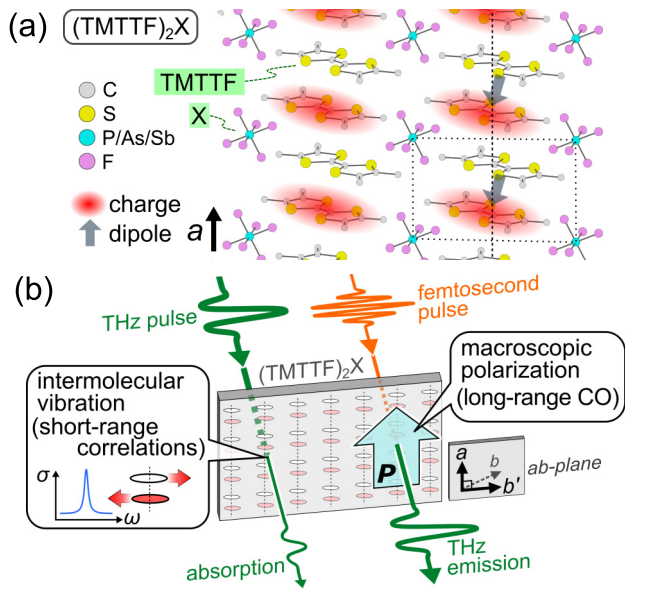 (a)
(TMTTF)₂X
C
S
P/As/Sb
F
charge
dipole
a
TMTTF
X
(b)
THz pulse
femtosecond
pulse
(TMTTF)₂X
macroscopic
polarization
(long-range CO)
intermolecular
vibration
(short-range
correlations)
σ
ω
P
a
b
b'
ab-plane
absorption
THz
emission